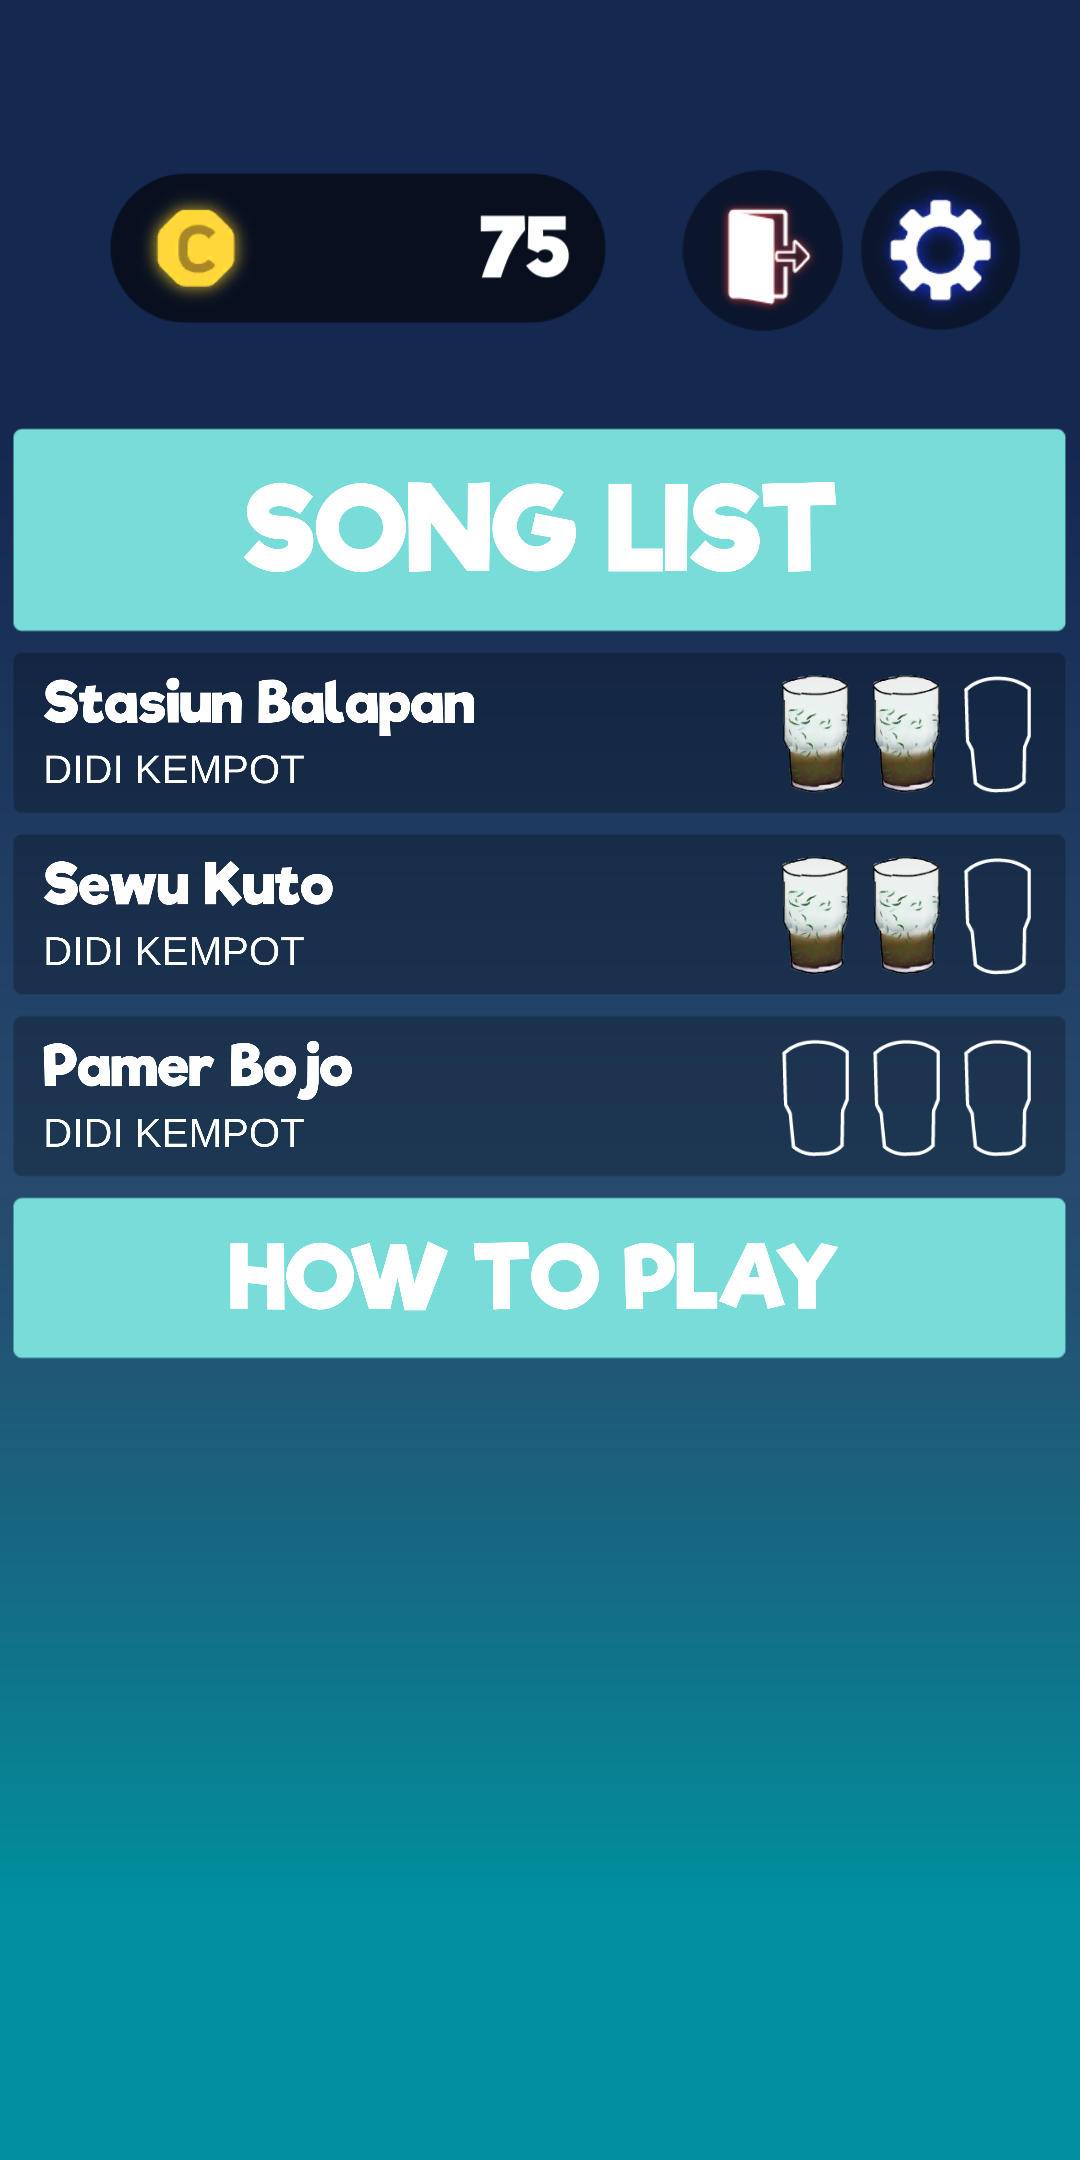 C
75
SONG LIST
Stasiun Balapan
DIDI KEMPOT
Sewu Kuto
DIDI KEMPOT
Pamer Bojo
DIDI KEMPOT
HOW TO PLAY